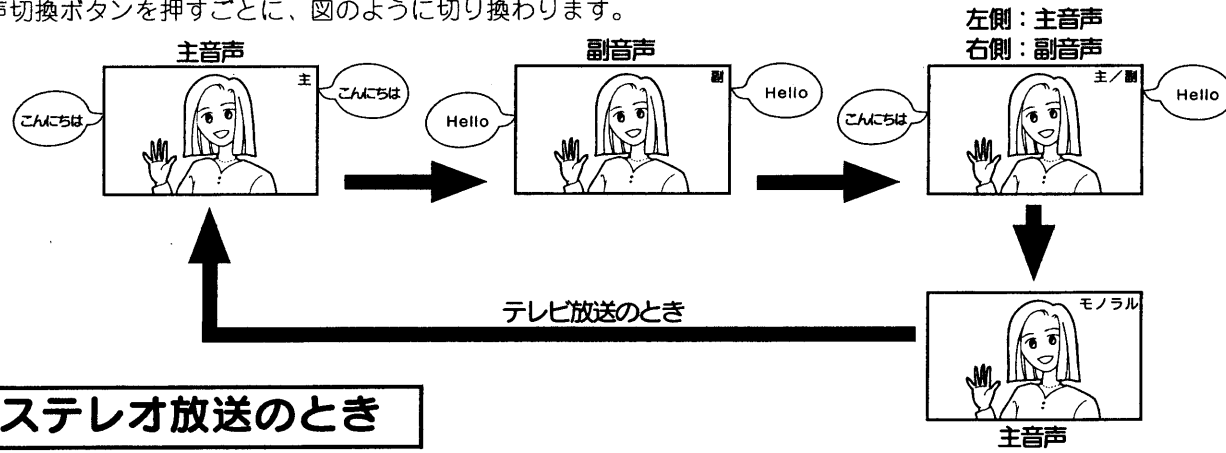 声切換ボタンを押すごとに、図のように切り換わります。
左側：主音声
右側：副音声
主音声
副音声
主
こんにちは
こんにちは
副
Hello
Hello
主／副
こんにちは
Hello
モノラル
主音声
テレビ放送のとき
ステレオ放送のとき